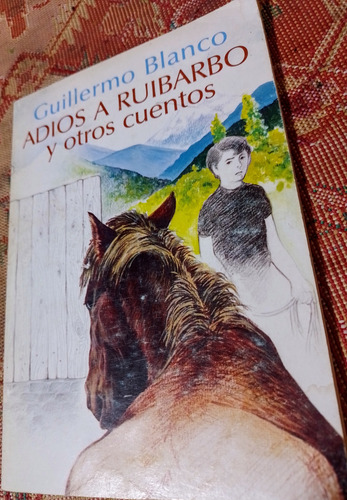 Guillermo Blanco
ADIOS A RUIBARBO
y otros cuentos